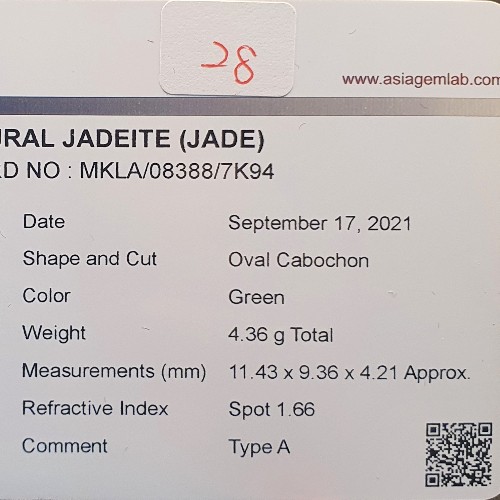 28
www.asiagemlab.com
URAL JADEITE (JADE)
RD NO : MKLA/08388/7K94
Date September 17, 2021
Shape and Cut Oval Cabochon
Color Green
Weight 4.36 g Total
Measurements (mm) 11.43 x 9.36 x 4.21 Approx.
Refractive Index Spot 1.66
Comment Type A